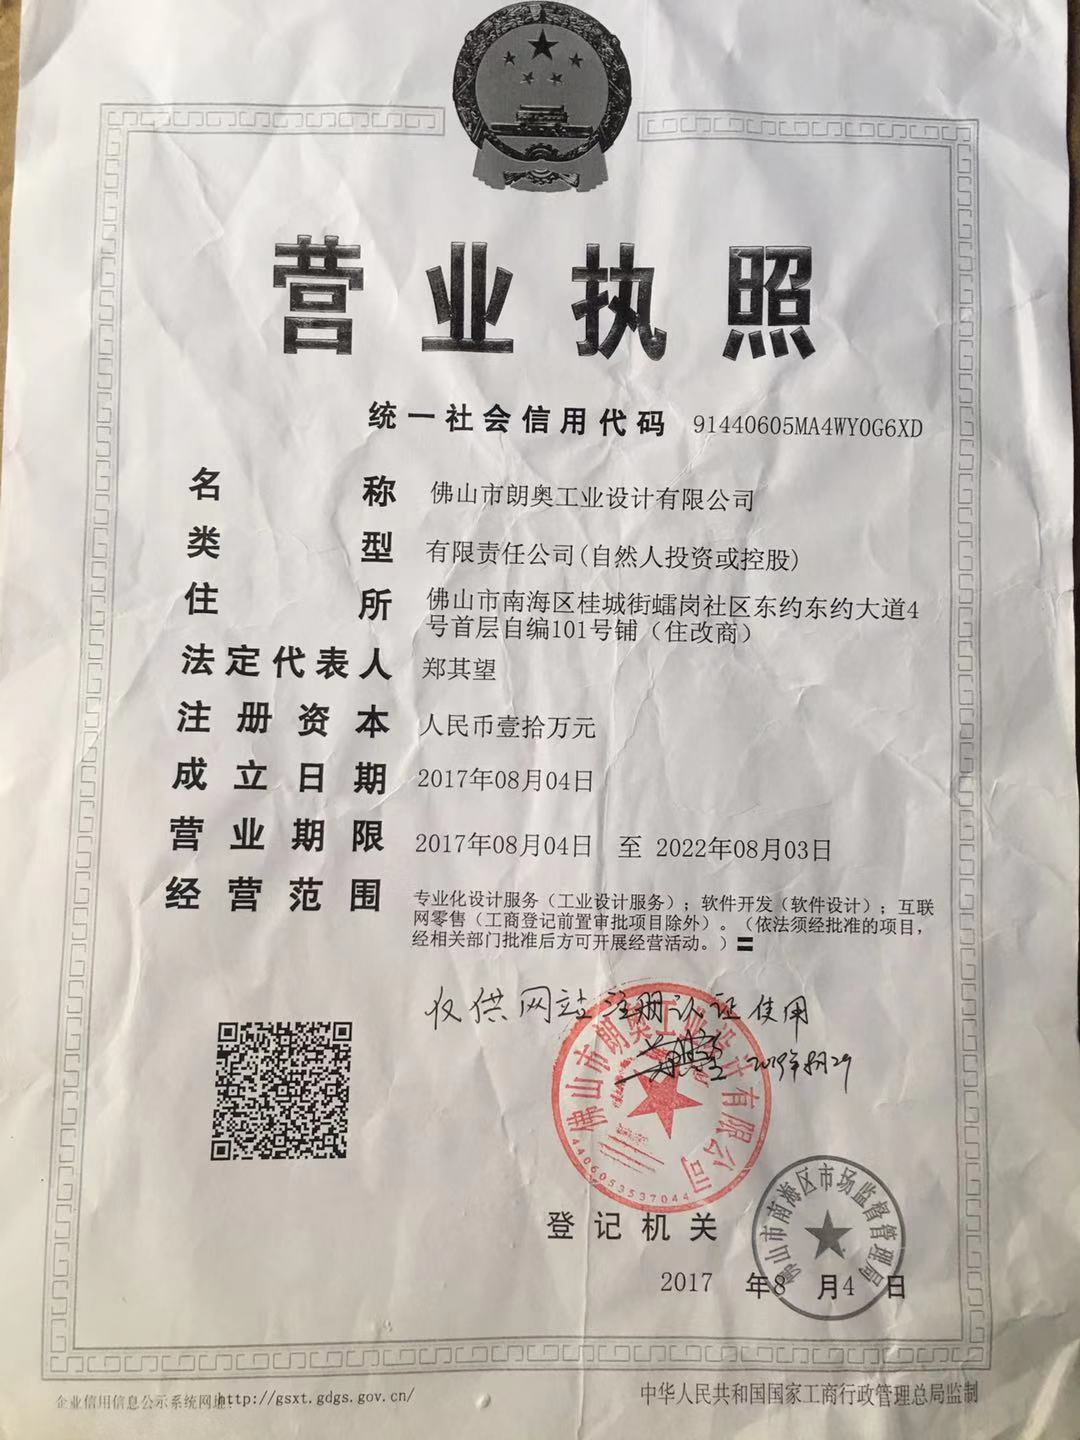 营业执照
统一社会信用代码 91440605MA4WY0G6XD
名称 佛山市朗奥工业设计有限公司
类型 有限责任公司(自然人投资或控股)
住所 佛山市南海区桂城街蠕岗社区东约东约大道4
号首层自编101号铺（住改商）
法定代表人 郑其望
注册资本 人民币壹拾万元
成立日期 2017年08月04日
营业期限 2017年08月04日 至 2022年08月03日
经营范围 专业化设计服务（工业设计服务）；软件开发（软件设计）；互联
网零售（工商登记前置审批项目除外）。（依法须经批准的项目，
经相关部门批准后方可开展经营活动。）〓
仅供网站注册认证使用
佛山市朗奥工业设计有限公司
4406053537044
登记机关
佛山市南海区市场监督管理局
2017 年8月4日
企业信用信息公示系统网址：http://gsxt.gdgs.gov.cn/
中华人民共和国国家工商行政管理总局监制